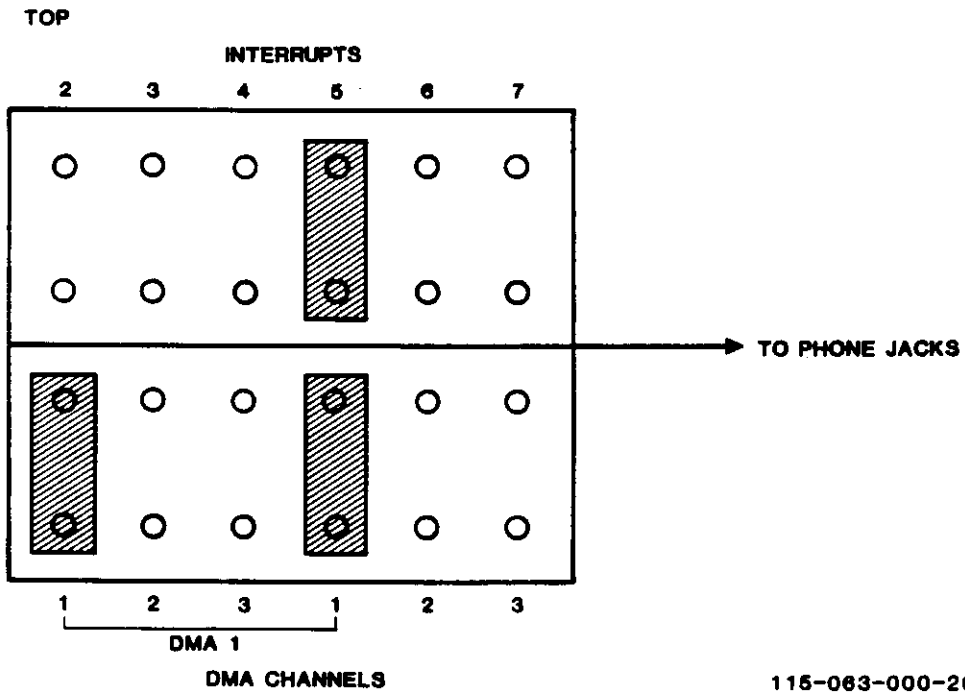 TOP
INTERRUPTS
2 3 4 5 6 7
TO PHONE JACKS
1 2 3 1 2 3
DMA 1
DMA CHANNELS